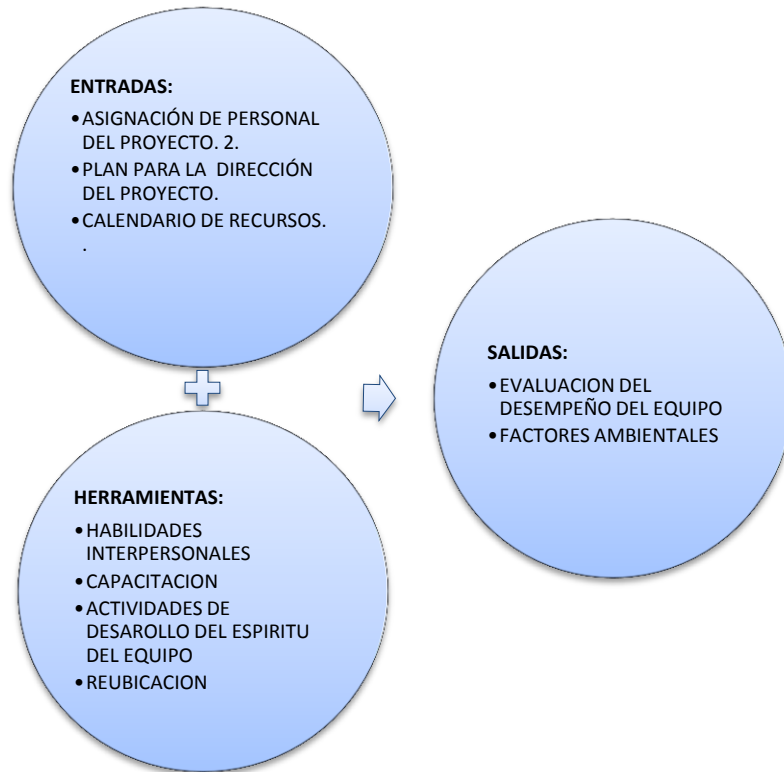 ENTRADAS:
•ASIGNACIÓN DE PERSONAL
DEL PROYECTO. 2.
•PLAN PARA LA DIRECCIÓN
DEL PROYECTO.
•CALENDARIO DE RECURSOS.
.
HERRAMIENTAS:
•HABILIDADES
INTERPERSONALES
•CAPACITACION
•ACTIVIDADES DE
DESAROLLO DEL ESPIRITU
DEL EQUIPO
•REUBICACION
SALIDAS:
•EVALUACION DEL
DESEMPEÑO DEL EQUIPO
•FACTORES AMBIENTALES